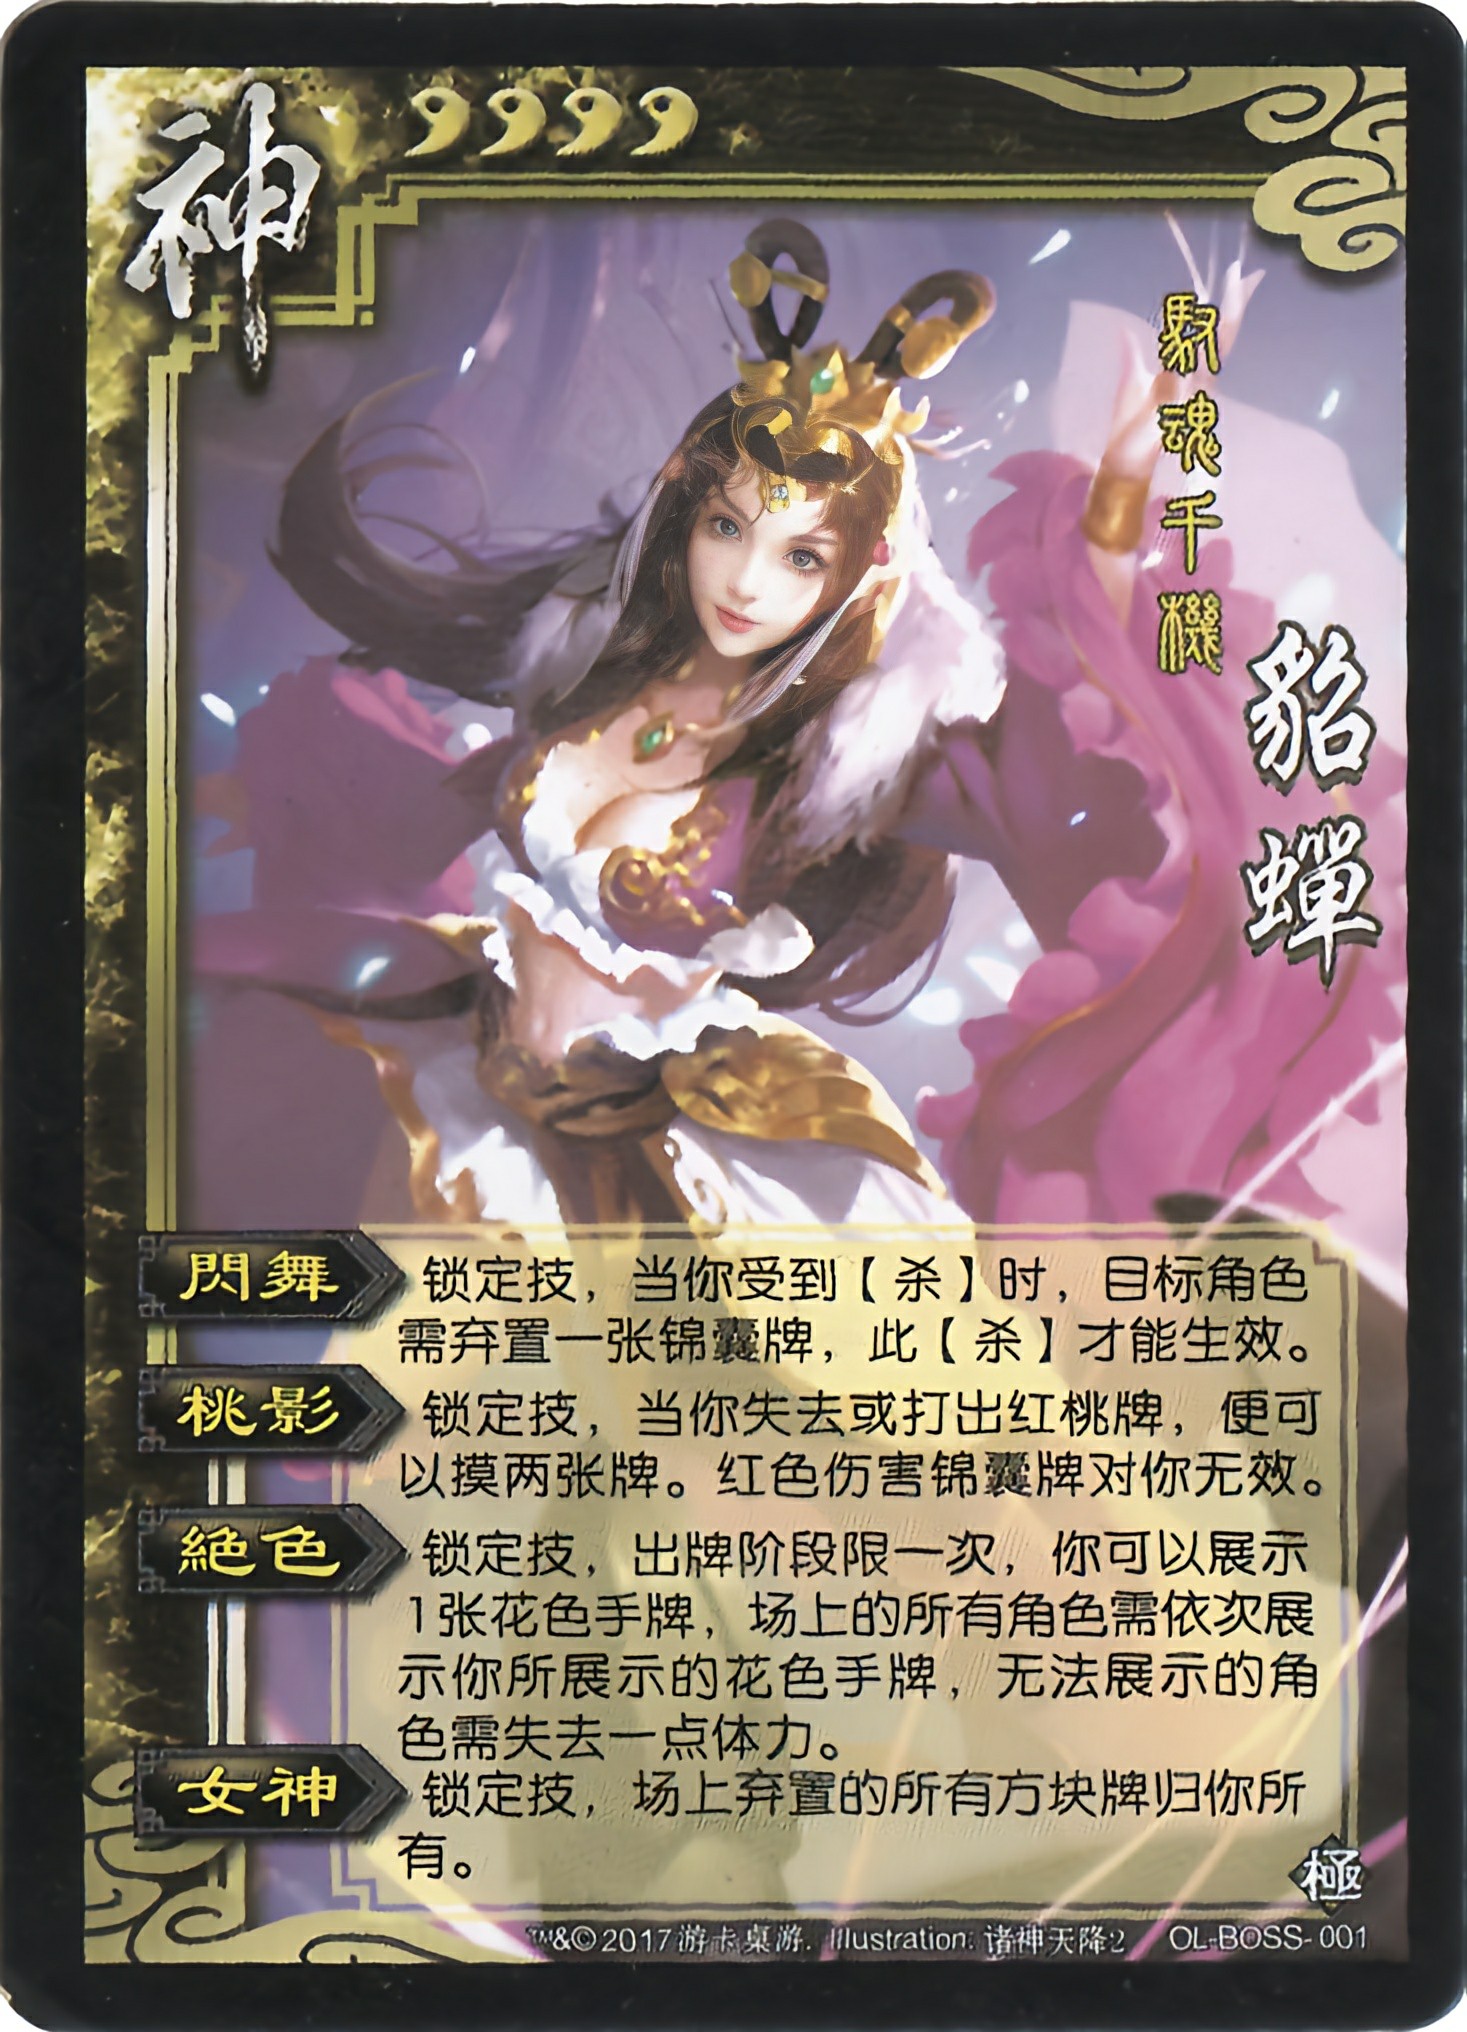 神
馭魂千機
貂蟬
閃舞
锁定技，当你受到【杀】时，目标角色
需弃置一张锦囊牌，此【杀】才能生效。
桃影
锁定技，当你失去或打出红桃牌，便可
以摸两张牌。红色伤害锦囊牌对你无效。
絕色
锁定技，出牌阶段限一次，你可以展示
1张花色手牌，场上的所有角色需依次展
示你所展示的花色手牌，无法展示的角
色需失去一点体力。
女神
锁定技，场上弃置的所有方块牌归你所
有。
極
™&©2017游卡桌游. Illustration: 诸神天降2 OL-BOSS-001